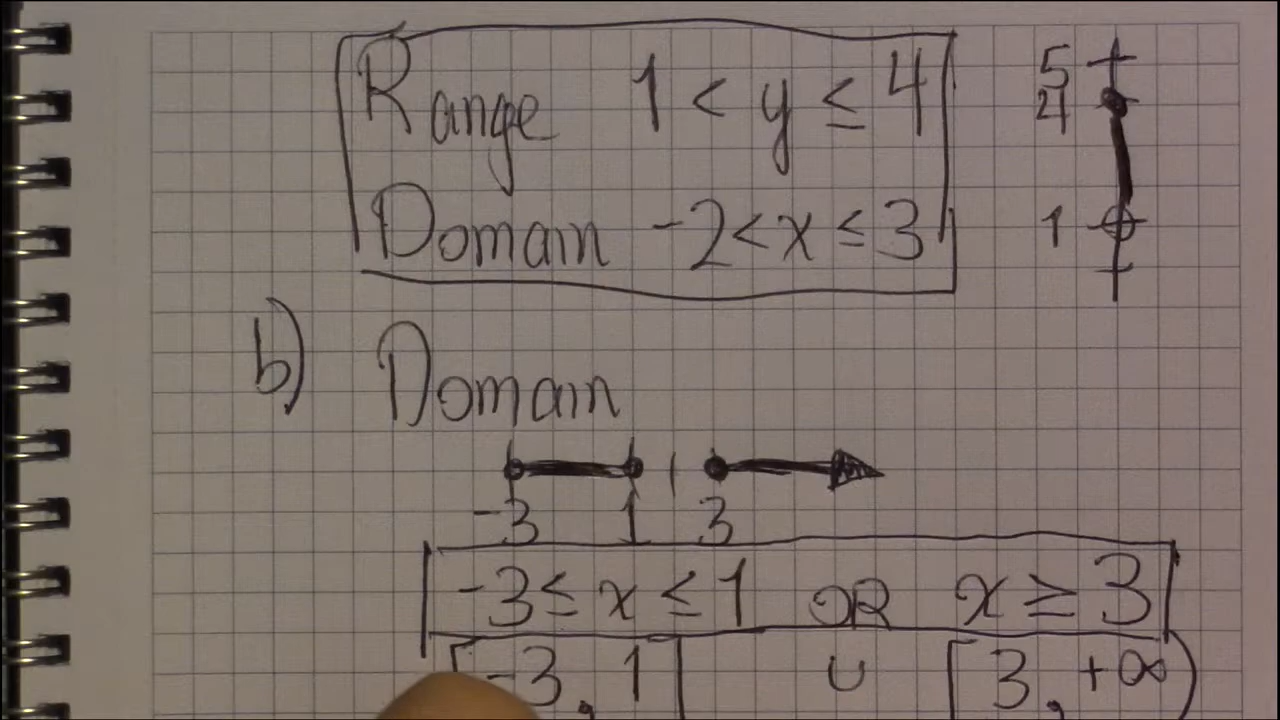 Range 1 < y ≤ 4
5
4
Domain -2 < x ≤ 3
1
b) Domain
-3 1 3
-3 ≤ x ≤ 1 OR x ≥ 3
[-3, 1] ∪ [3, +∞)